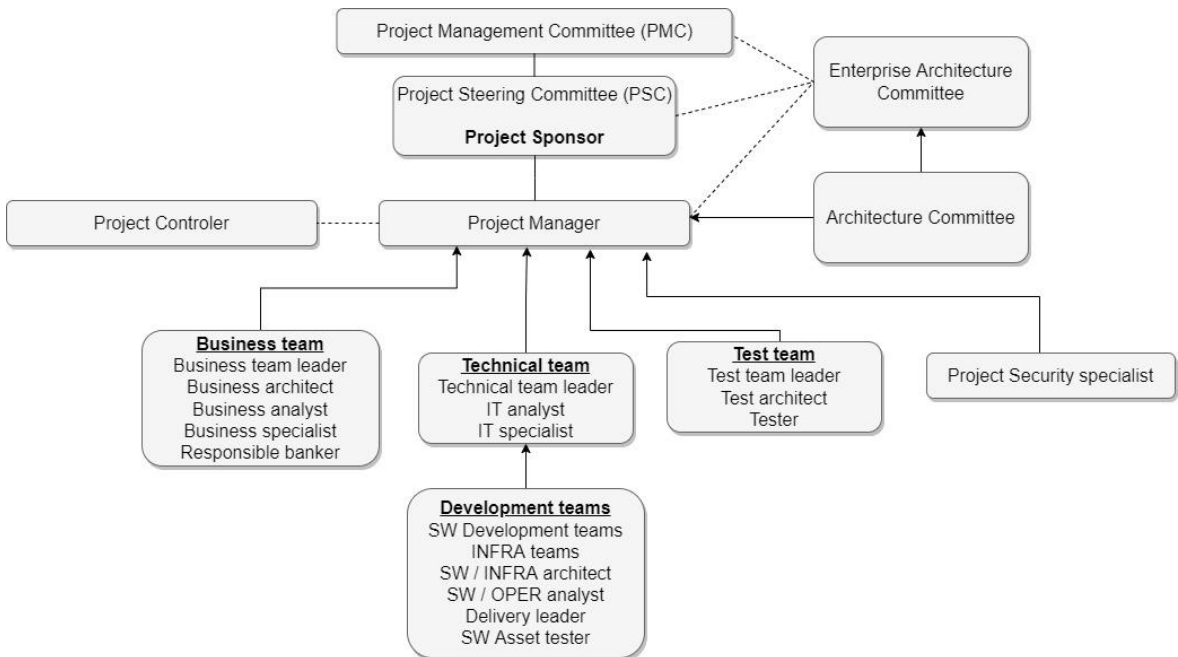 Project Management Committee (PMC)
Enterprise Architecture
Committee
Project Steering Committee (PSC)
Project Sponsor
Project Controler
Project Manager
Architecture Committee
Business team
Business team leader
Business architect
Business analyst
Business specialist
Responsible banker
Technical team
Technical team leader
IT analyst
IT specialist
Test team
Test team leader
Test architect
Tester
Project Security specialist
Development teams
SW Development teams
INFRA teams
SW / INFRA architect
SW / OPER analyst
Delivery leader
SW Asset tester